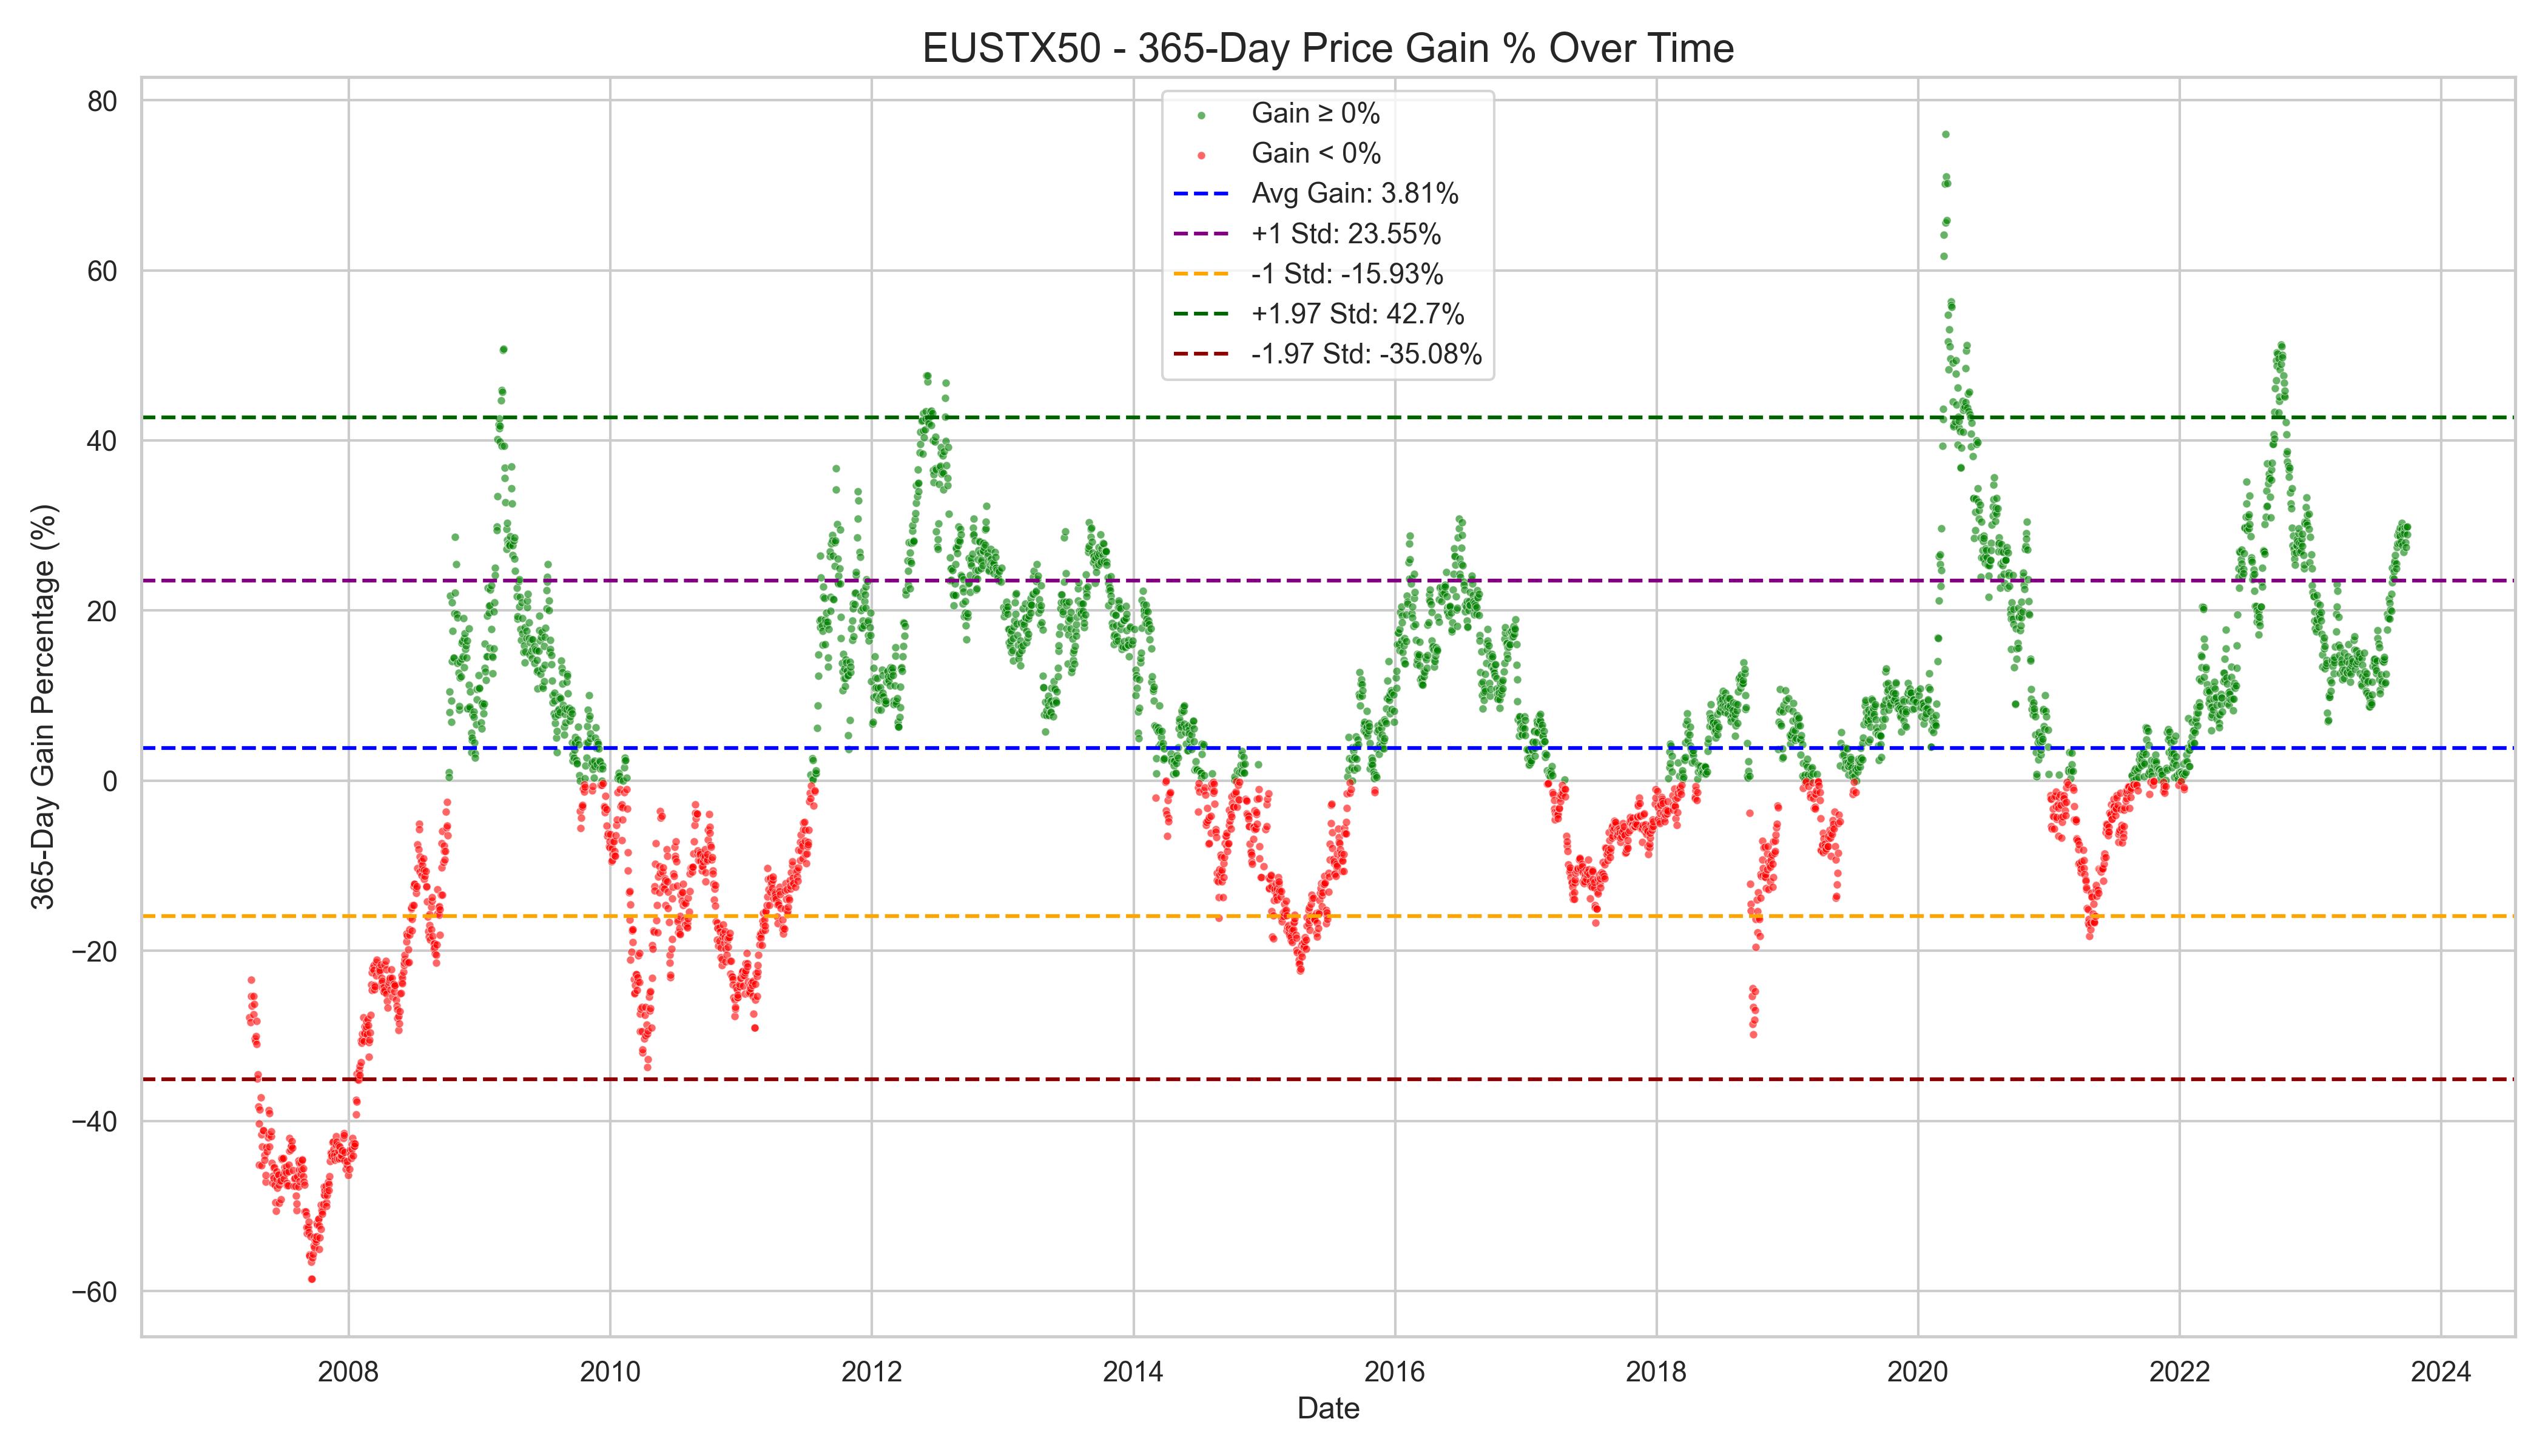 EUSTX50 - 365-Day Price Gain % Over Time
Gain ≥ 0%
Gain < 0%
Avg Gain: 3.81%
+1 Std: 23.55%
-1 Std: -15.93%
+1.97 Std: 42.7%
-1.97 Std: -35.08%
365-Day Gain Percentage (%)
80
60
40
20
0
−20
−40
−60
2008 2010 2012 2014 2016 2018 2020 2022 2024
Date